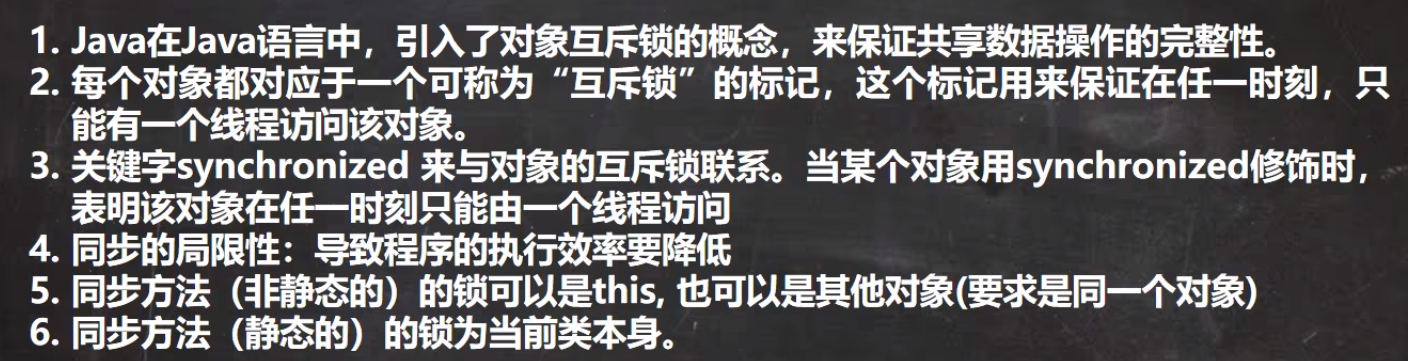 1. Java在Java语言中，引入了对象互斥锁的概念，来保证共享数据操作的完整性。
2. 每个对象都对应于一个可称为“互斥锁”的标记，这个标记用来保证在任一时刻，只
能有一个线程访问该对象。
3. 关键字synchronized 来与对象的互斥锁联系。当某个对象用synchronized修饰时，
表明该对象在任一时刻只能由一个线程访问
4. 同步的局限性：导致程序的执行效率要降低
5. 同步方法（非静态的）的锁可以是this, 也可以是其他对象(要求是同一个对象)
6. 同步方法（静态的）的锁为当前类本身。